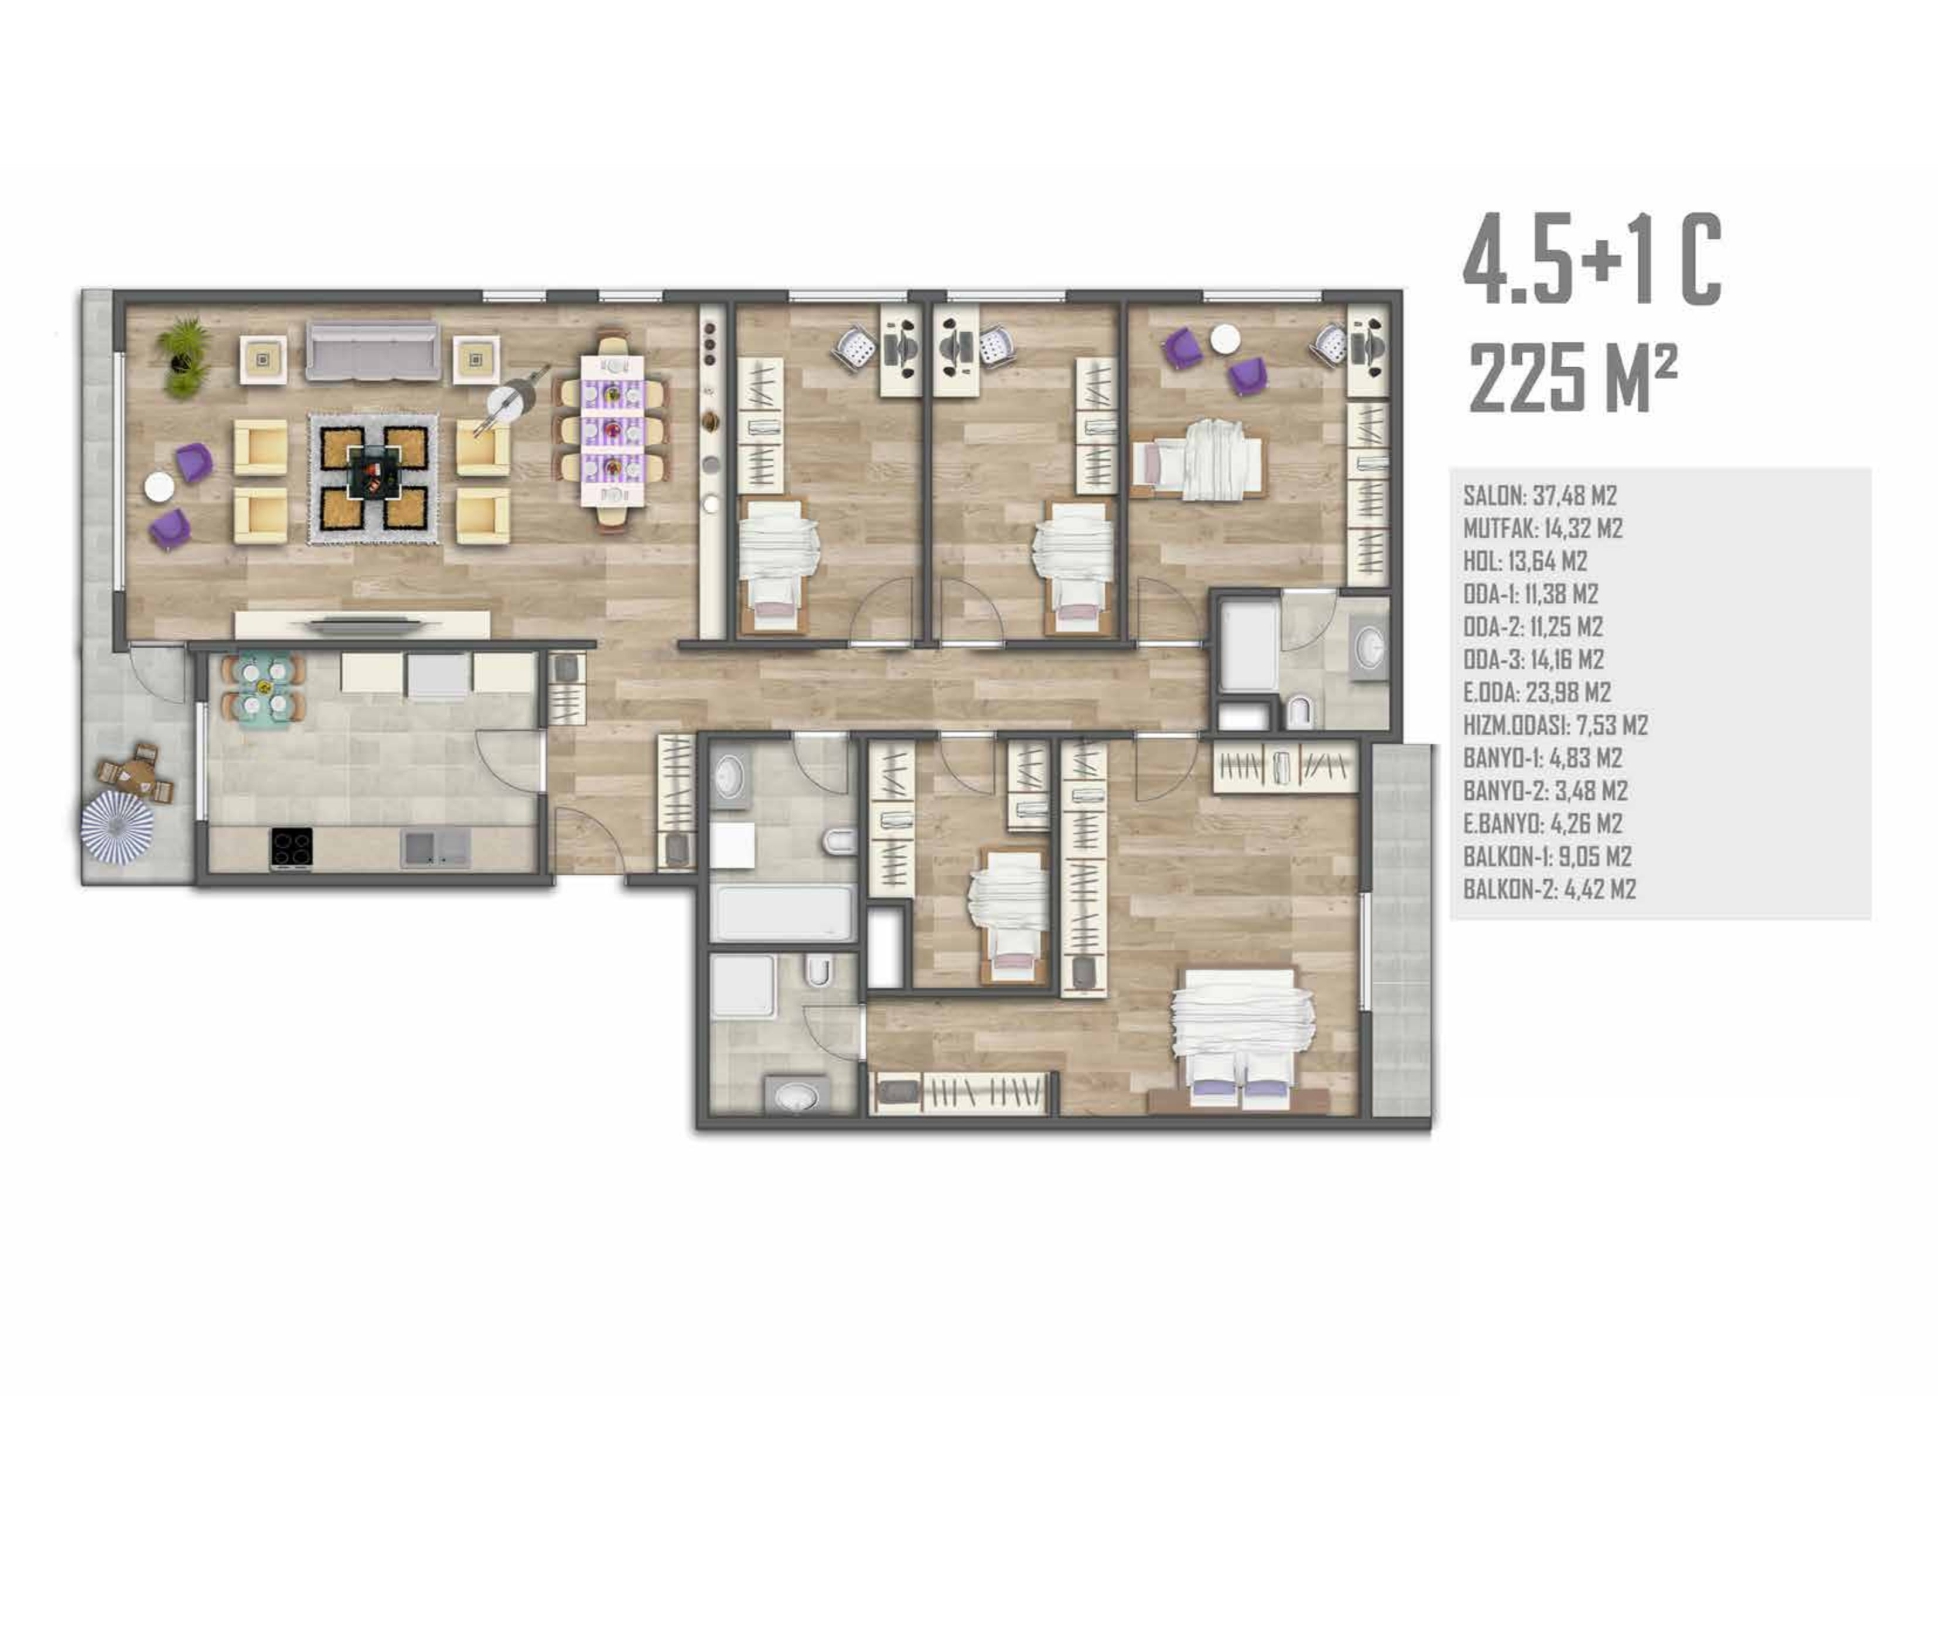 4.5+1 C
225 M²
SALON: 37,48 M2
MUTFAK: 14,32 M2
HOL: 13,64 M2
ODA-1: 11,38 M2
ODA-2: 11,25 M2
ODA-3: 14,16 M2
E.ODA: 23,98 M2
HIZM.ODASI: 7,53 M2
BANYO-1: 4,83 M2
BANYO-2: 3,48 M2
E.BANYO: 4,26 M2
BALKON-1: 9,05 M2
BALKON-2: 4,42 M2